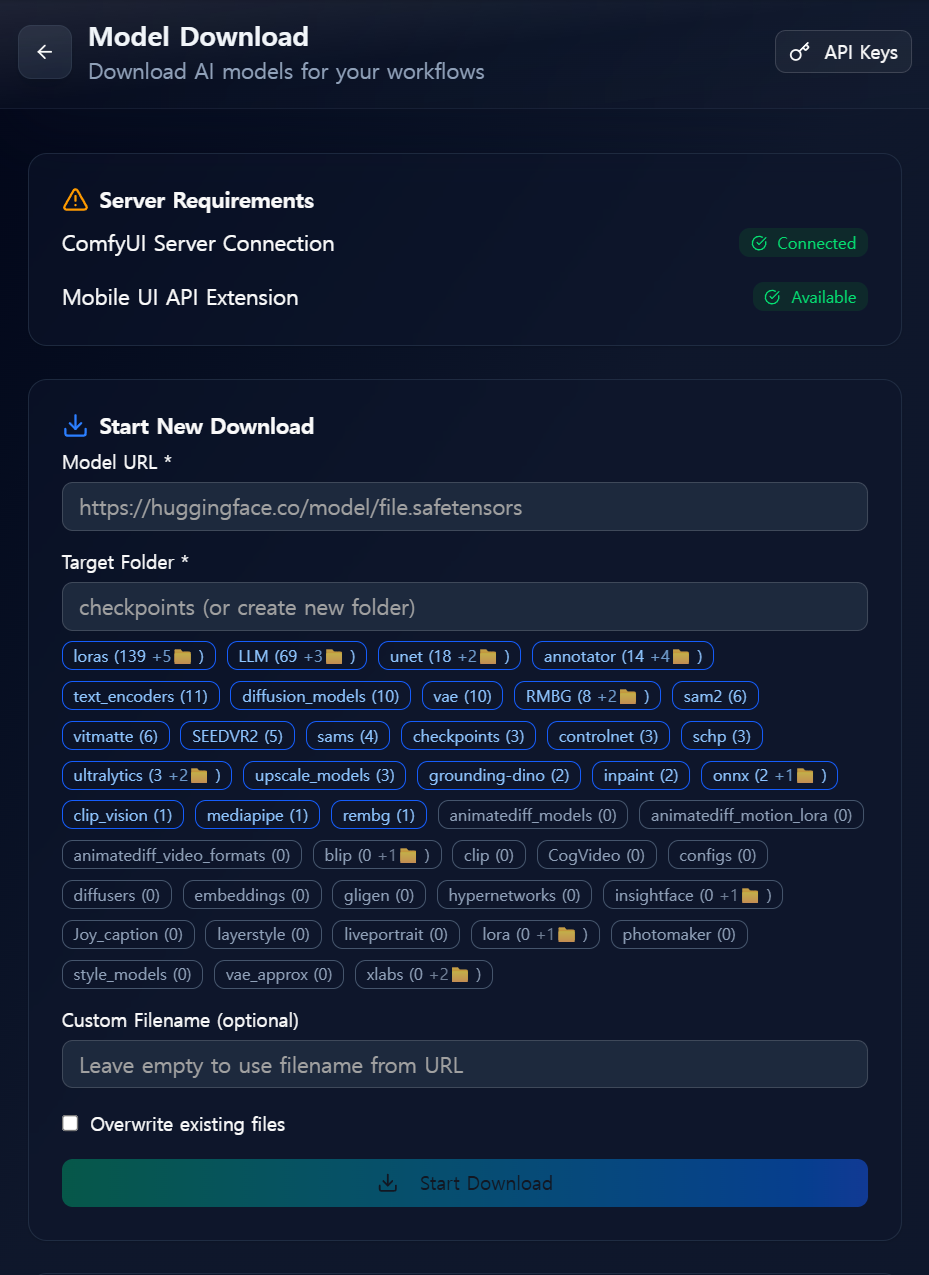 Model Download
Download AI models for your workflows
API Keys
Server Requirements
ComfyUI Server Connection
Connected
Mobile UI API Extension
Available
Start New Download
Model URL *
https://huggingface.co/model/file.safetensors
Target Folder *
checkpoints (or create new folder)
loras (139 +5📁 ) LLM (69 +3📁 ) unet (18 +2📁 ) annotator (14 +4📁 )
text_encoders (11) diffusion_models (10) vae (10) RMBG (8 +2📁 ) sam2 (6)
vitmatte (6) SEEDVR2 (5) sams (4) checkpoints (3) controlnet (3) schp (3)
ultralytics (3 +2📁 ) upscale_models (3) grounding-dino (2) inpaint (2) onnx (2 +1📁 )
clip_vision (1) mediapipe (1) rembg (1) animatediff_models (0) animatediff_motion_lora (0)
animatediff_video_formats (0) blip (0 +1📁 ) clip (0) CogVideo (0) configs (0)
diffusers (0) embeddings (0) gligen (0) hypernetworks (0) insightface (0 +1📁 )
Joy_caption (0) layerstyle (0) liveportrait (0) lora (0 +1📁 ) photomaker (0)
style_models (0) vae_approx (0) xlabs (0 +2📁 )
Custom Filename (optional)
Leave empty to use filename from URL
Overwrite existing files
Start Download